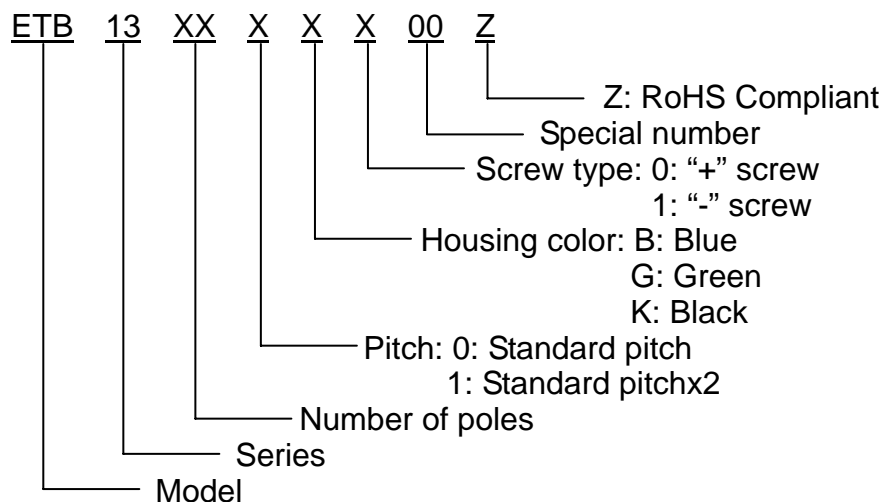 ETB 13 XX X X X 00 Z
Z: RoHS Compliant
Special number
Screw type: 0: “+” screw
1: “-” screw
Housing color: B: Blue
G: Green
K: Black
Pitch: 0: Standard pitch
1: Standard pitchx2
Number of poles
Series
Model